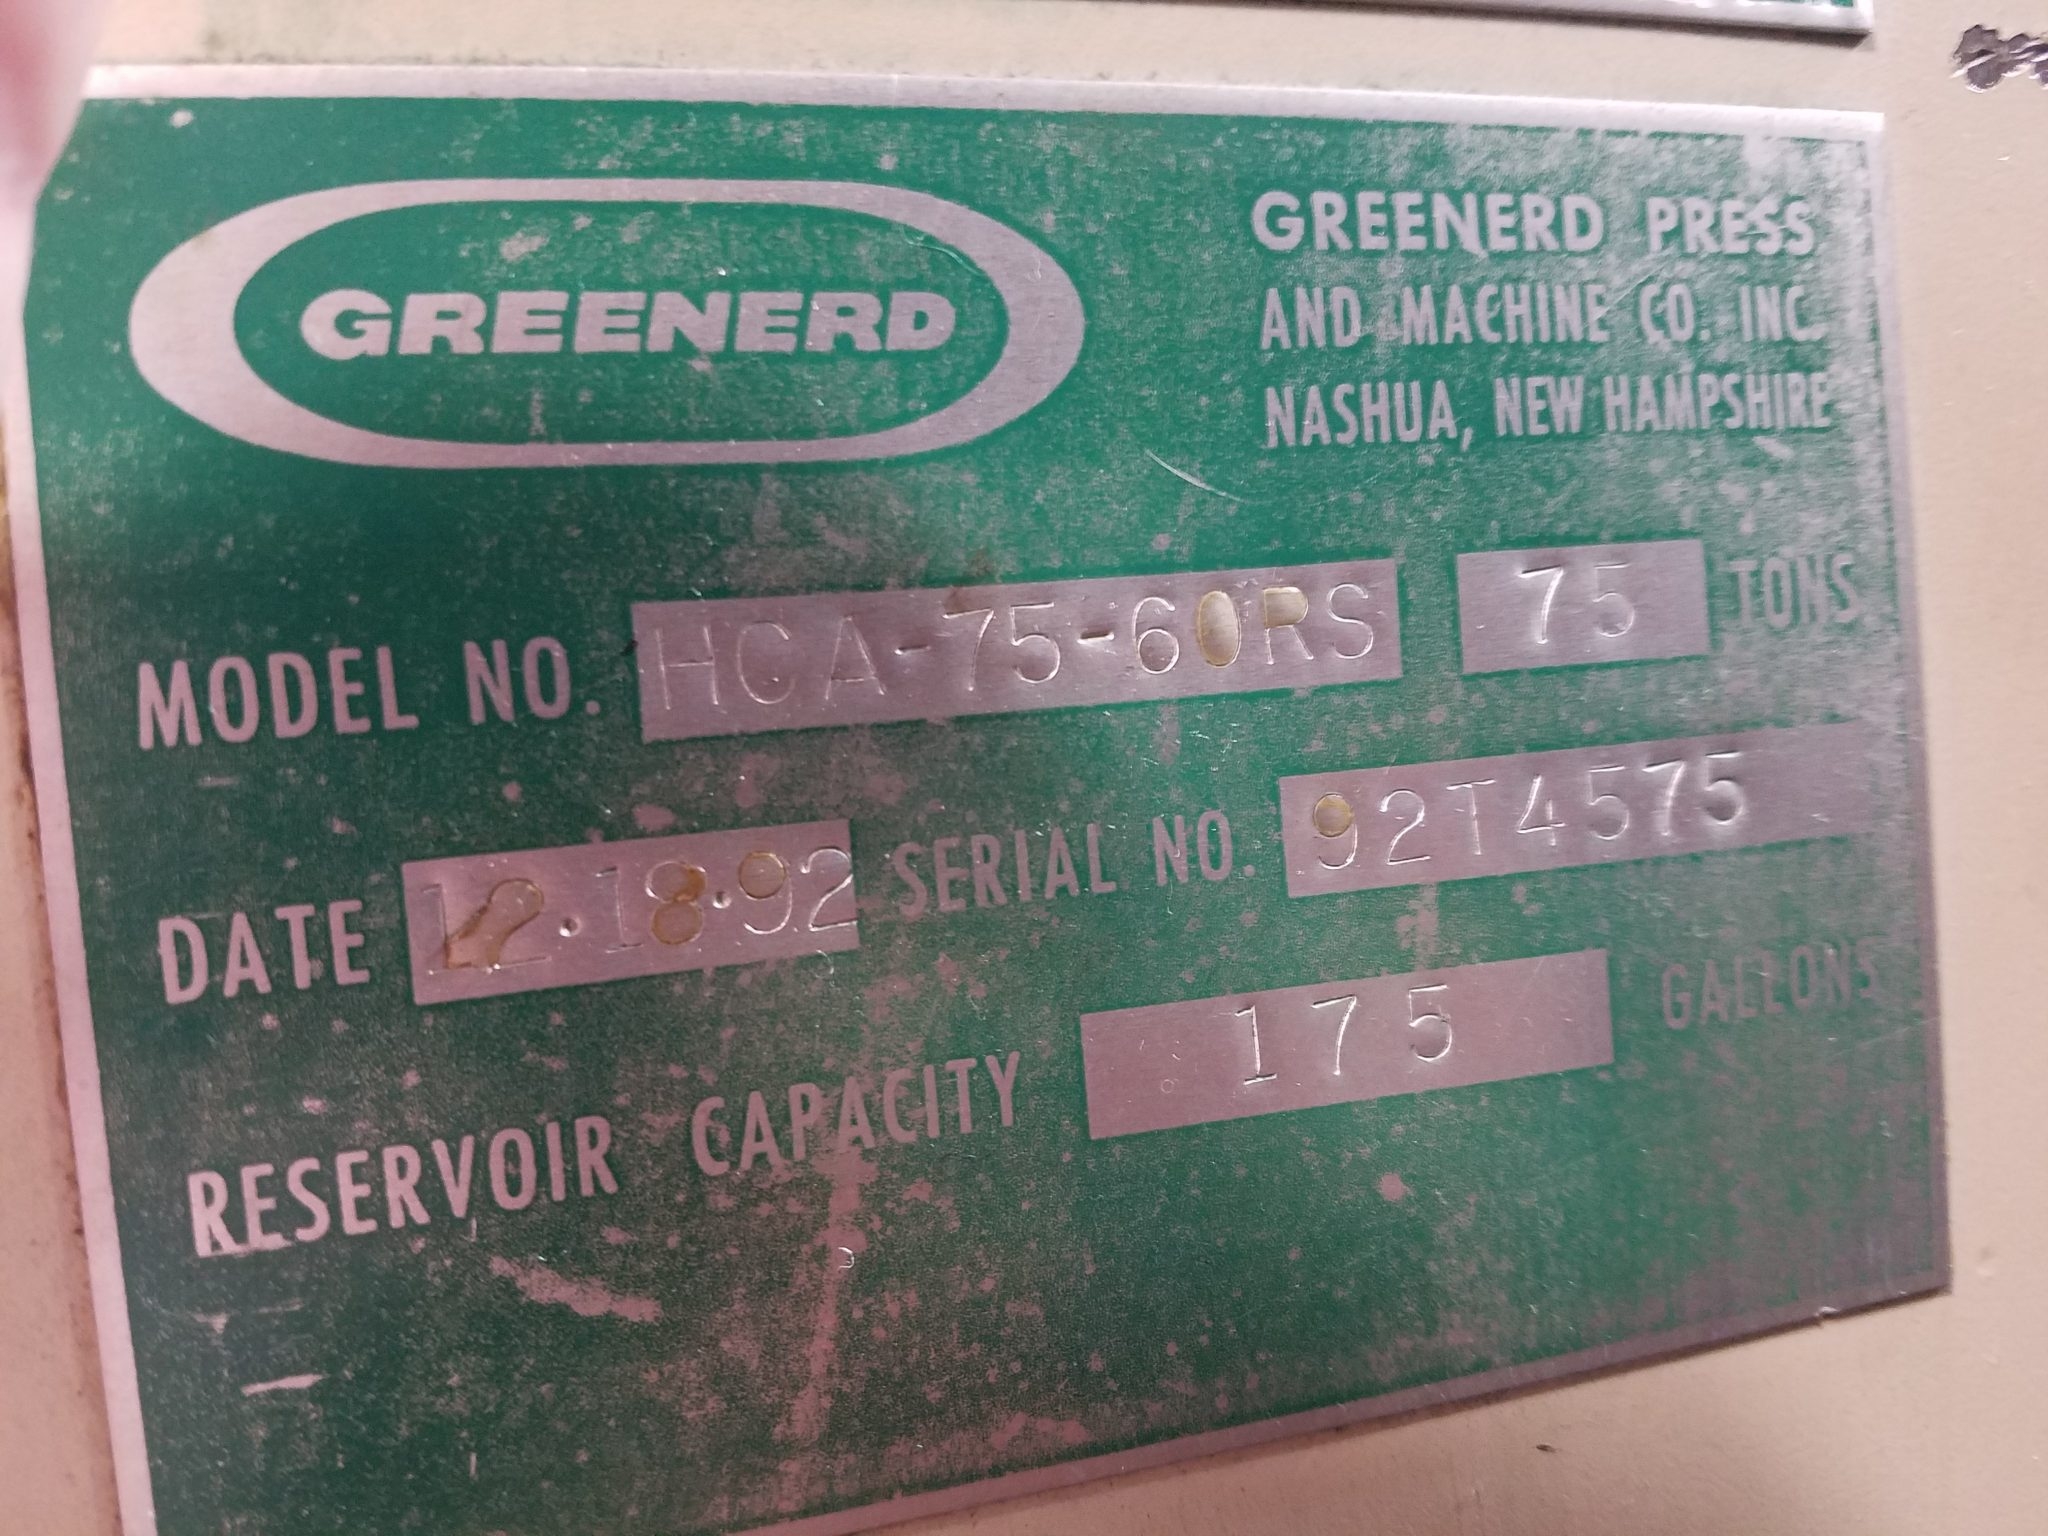 GREENERD
GREENERD PRESS
AND MACHINE CO. INC.
NASHUA, NEW HAMPSHIRE
MODEL NO. HCA-75-60RS 75 TONS
DATE 12.18.92 SERIAL NO. 92T4575
RESERVOIR CAPACITY 175 GALLONS